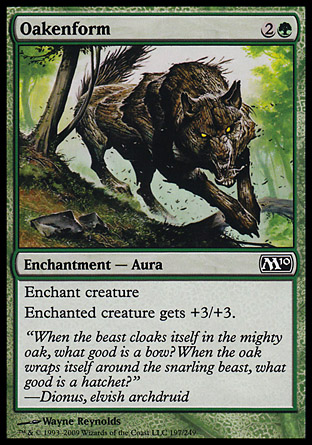 Oakenform 2
Enchantment — Aura M10
Enchant creature
Enchanted creature gets +3/+3.
“When the beast cloaks itself in the mighty
oak, what good is a bow? When the oak
wraps itself around the snarling beast, what
good is a hatchet?”
—Dionus, elvish archdruid
Wayne Reynolds
™ & © 1993–2009 Wizards of the Coast LLC 197/249